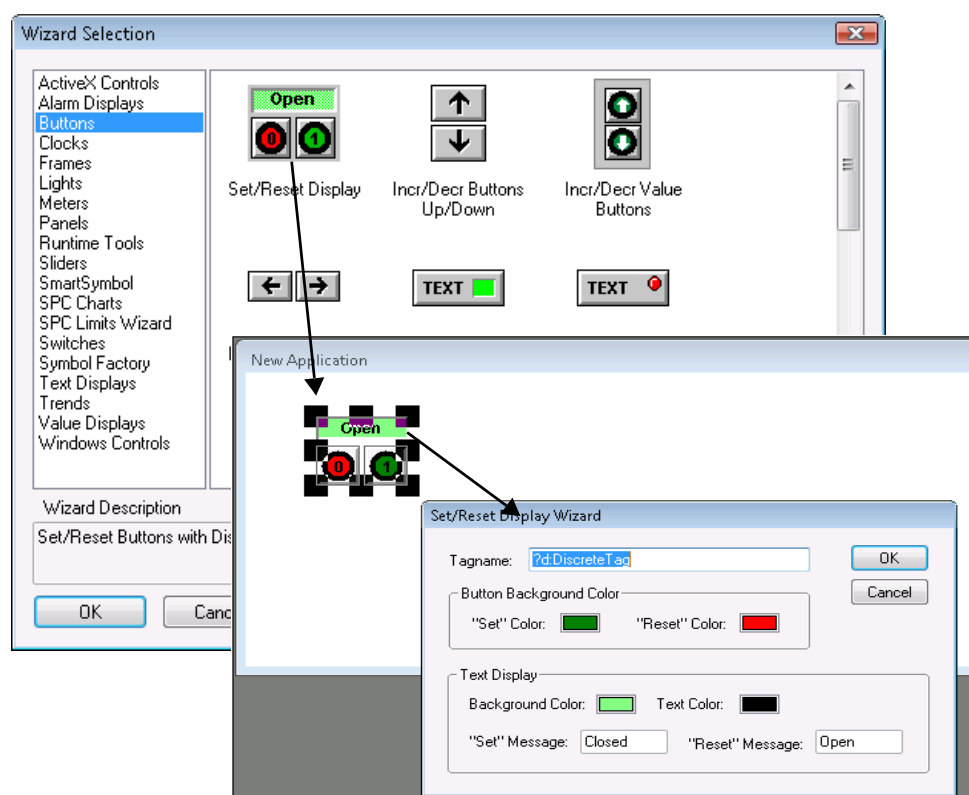 Wizard Selection
ActiveX Controls
Alarm Displays
Buttons
Clocks
Frames
Lights
Meters
Panels
Runtime Tools
Sliders
SmartSymbol
SPC Charts
SPC Limits Wizard
Switches
Symbol Factory
Text Displays
Trends
Value Displays
Windows Controls
Open
0 1
Set/Reset Display
Incr/Decr Buttons
Up/Down
Incr/Decr Value
Buttons
TEXT
TEXT
Wizard Description
Set/Reset Buttons with
OK
New Application
Open
0 1
Set/Reset Display Wizard
Tagname: ?d:DiscreteTag
OK
Cancel
Button Background Color
"Set" Color: "Reset" Color:
Text Display
Background Color: Text Color:
"Set" Message: Closed "Reset" Message: Open